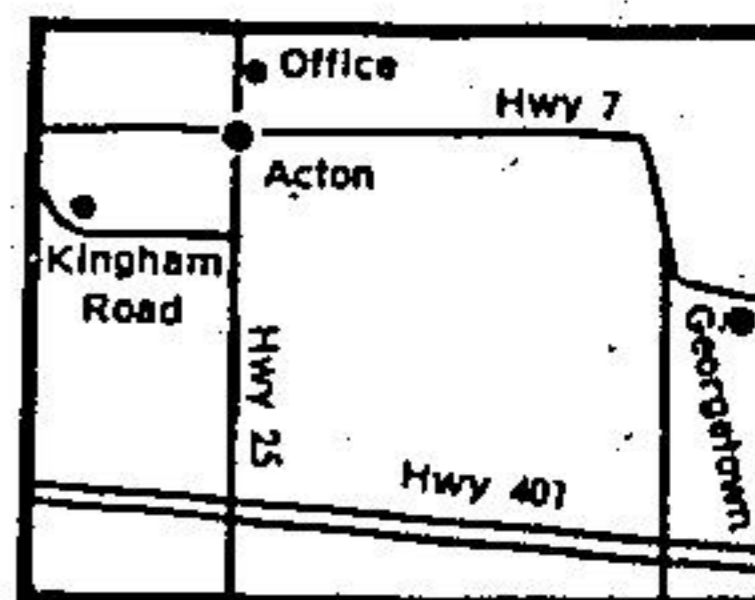 Office
Hwy 7
Acton
Kingham
Road
Hwy 25
Georgetown
Hwy 401